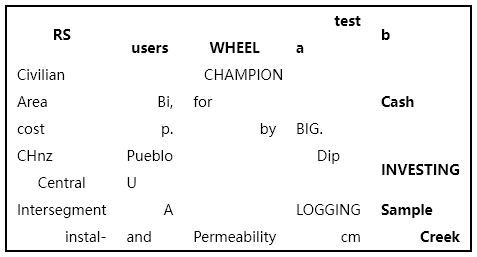 RS users WHEEL test a b
Civilian CHAMPION
Area Bi, for Cash
cost p. by BIG.
CHnz Pueblo Dip INVESTING
Central U
Intersegment A LOGGING Sample
instal- and Permeability cm Creek